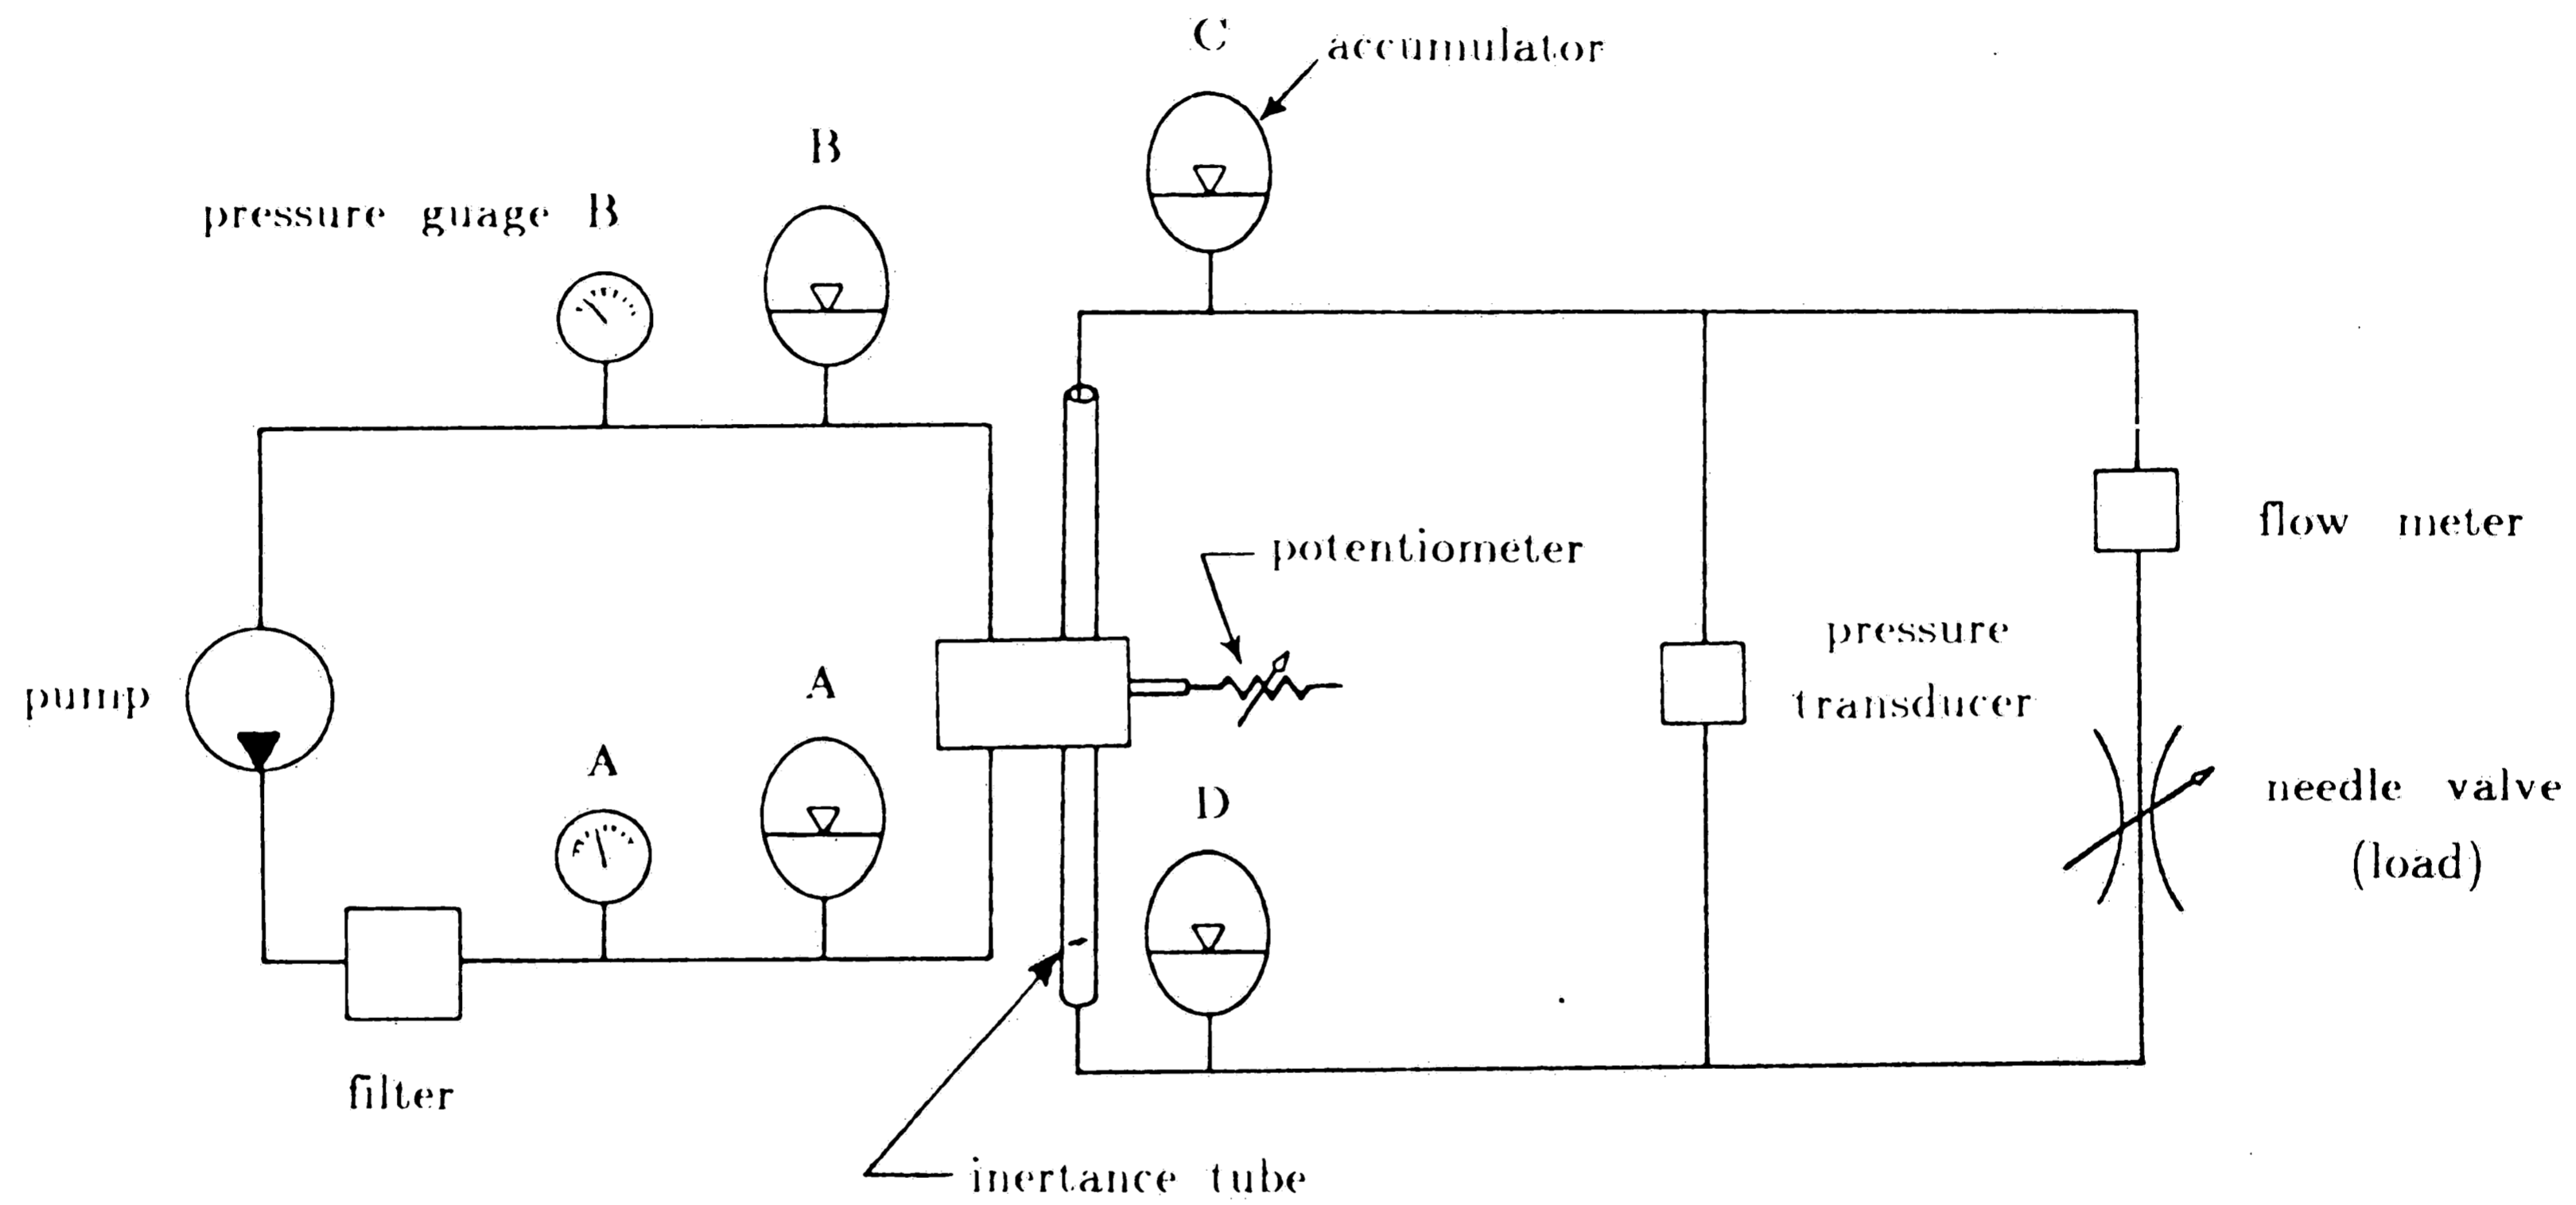 C
accumulator
B
pressure guage B
potentiometer
flow meter
pressure
transducer
A
pump
A
D
needle valve
(load)
filter
inertance tube